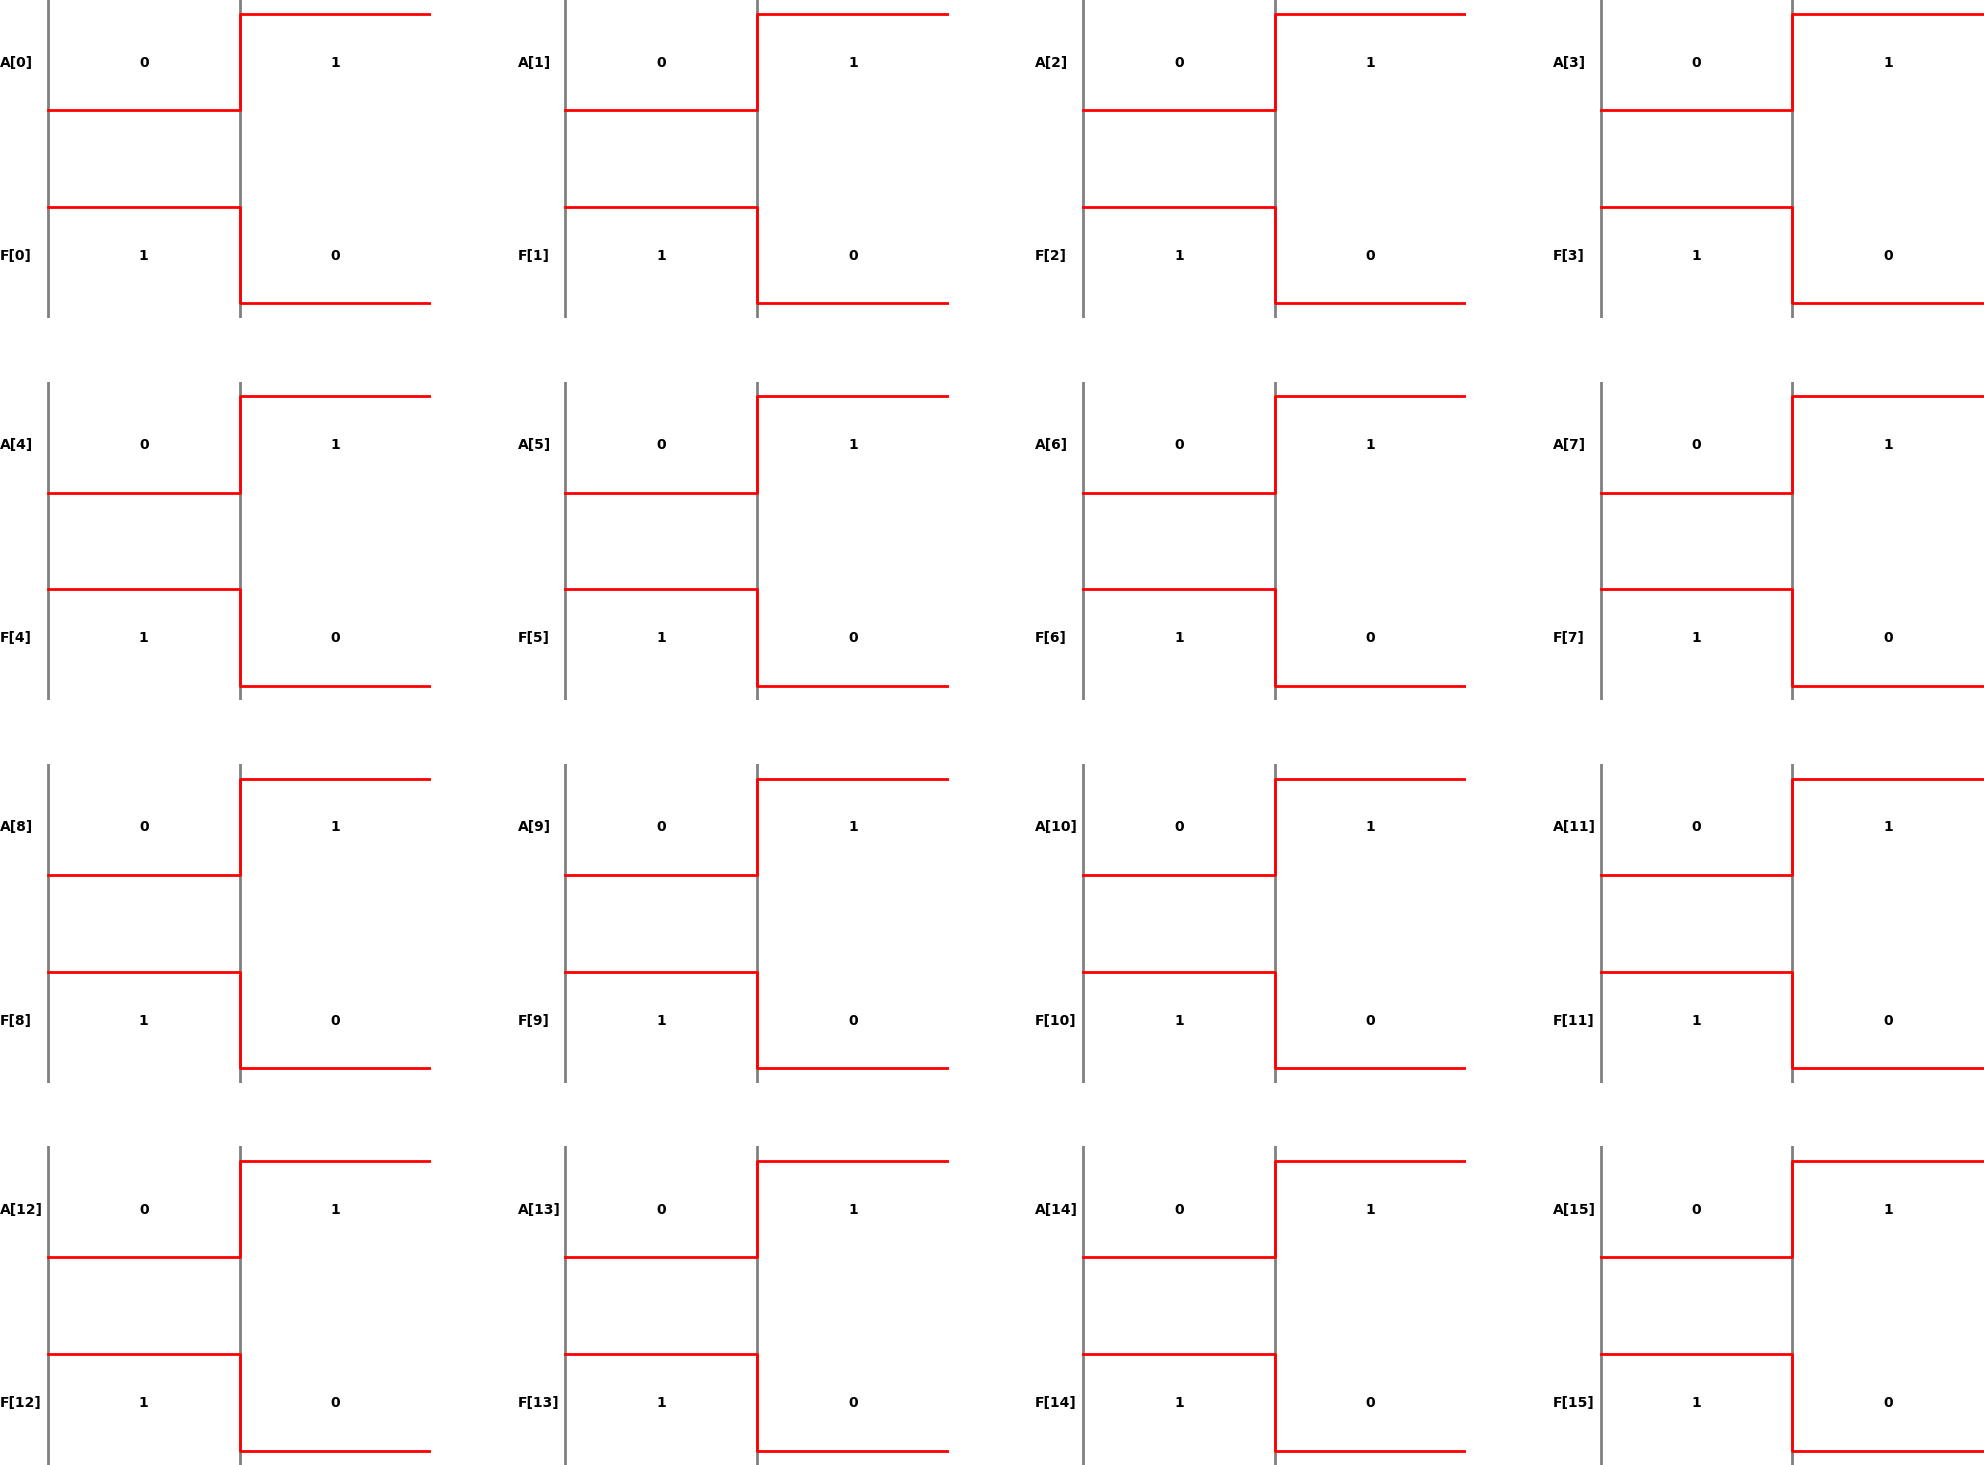 A[0] 0 1 A[1] 0 1 A[2] 0 1 A[3] 0 1
F[0] 1 0 F[1] 1 0 F[2] 1 0 F[3] 1 0
A[4] 0 1 A[5] 0 1 A[6] 0 1 A[7] 0 1
F[4] 1 0 F[5] 1 0 F[6] 1 0 F[7] 1 0
A[8] 0 1 A[9] 0 1 A[10] 0 1 A[11] 0 1
F[8] 1 0 F[9] 1 0 F[10] 1 0 F[11] 1 0
A[12] 0 1 A[13] 0 1 A[14] 0 1 A[15] 0 1
F[12] 1 0 F[13] 1 0 F[14] 1 0 F[15] 1 0